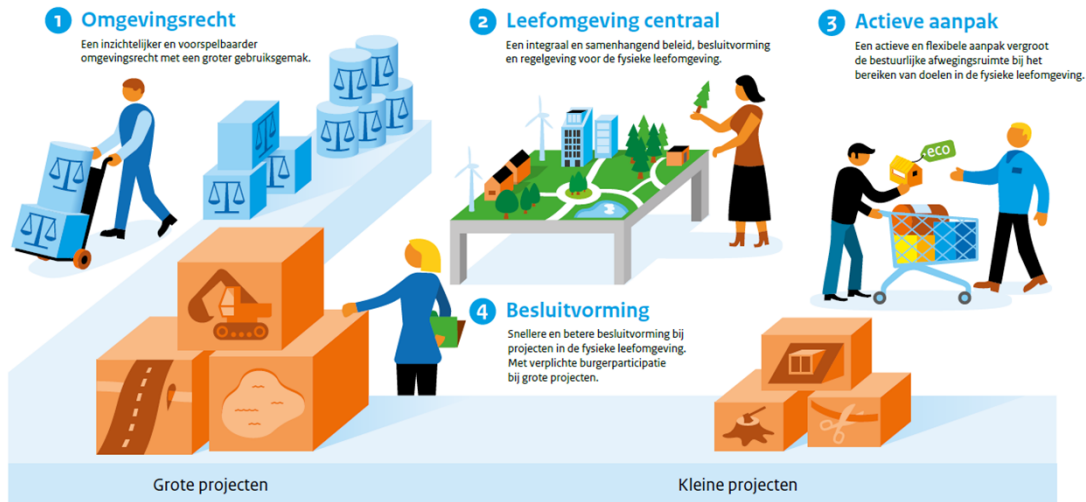 1 Omgevingsrecht
Een inzichtelijker en voorspelbaarder
omgevingsrecht met een groter gebruiksgemak.
2 Leefomgeving centraal
Een integraal en samenhangend beleid, besluitvorming
en regelgeving voor de fysieke leefomgeving.
3 Actieve aanpak
Een actieve en flexibele aanpak vergroot
de bestuurlijke afwegingsruimte bij het
bereiken van doelen in de fysieke leefomgeving.
eco
4 Besluitvorming
Snellere en betere besluitvorming bij
projecten in de fysieke leefomgeving.
Met verplichte burgerparticipatie
bij grote projecten.
Grote projecten
Kleine projecten